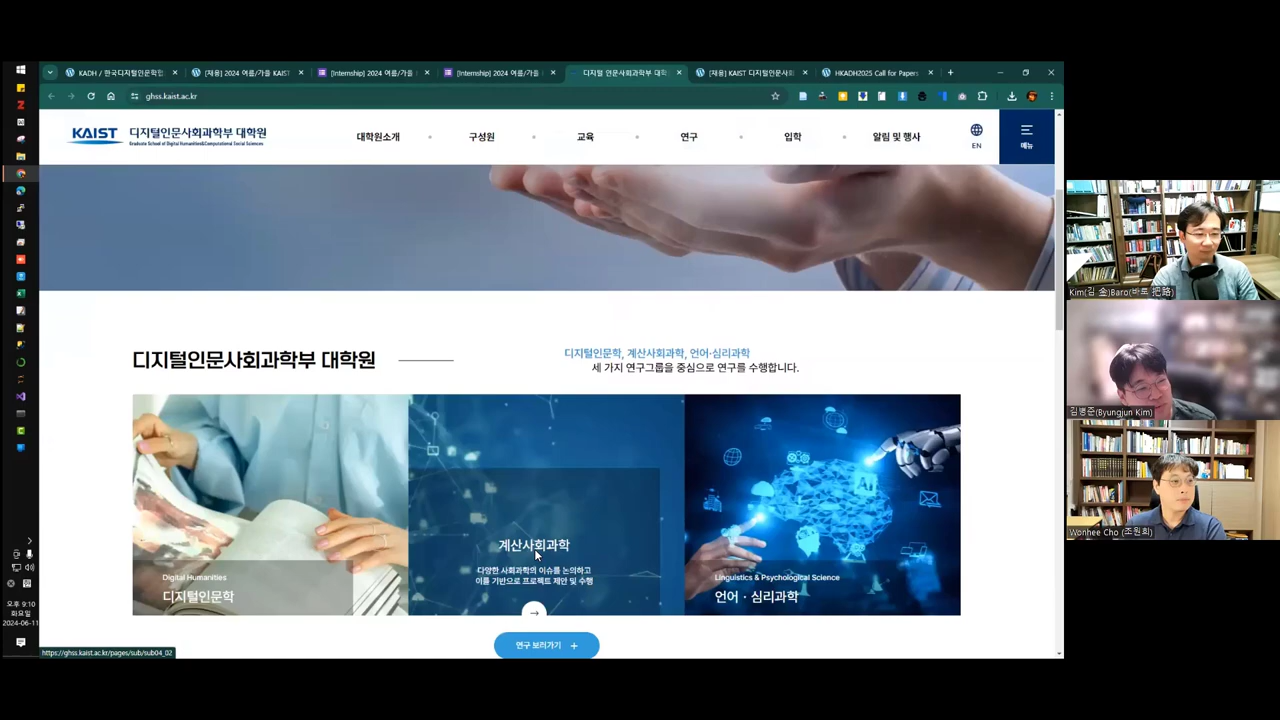 KADH / 한국디지털인문학협
[채용] 2024 여름/가을 KAIST
[Internship] 2024 여름/가을
[Internship] 2024 여름/가을
디지털 인문사회과학부 대학
[채용] KAIST 디지털인문사
HKADH2025 Call for Papers
ghss.kaist.ac.kr
KAIST 디지털인문사회과학부 대학원
Graduate School of Digital Humanities&Computational Social Sciences
대학원소개
구성원
교육
연구
입학
알림 및 행사
EN
메뉴
디지털인문사회과학부 대학원
디지털인문학, 계산사회과학, 언어·심리과학
세 가지 연구그룹을 중심으로 연구를 수행합니다.
Digital Humanities
디지털인문학
계산사회과학
다양한 사회과학의 이슈를 논의하고
이를 기반으로 프로젝트 제안 및 수행
AI
Linguistics & Psychological Science
언어 · 심리과학
연구 보러가기 +
https://ghss.kaist.ac.kr/pages/sub/sub04_02
오후 9:10
화요일
2024-06-11
Kim(김 金)Baro(바로 把路)
김병준(Byungjun Kim)
Wonhee Cho (조원희)